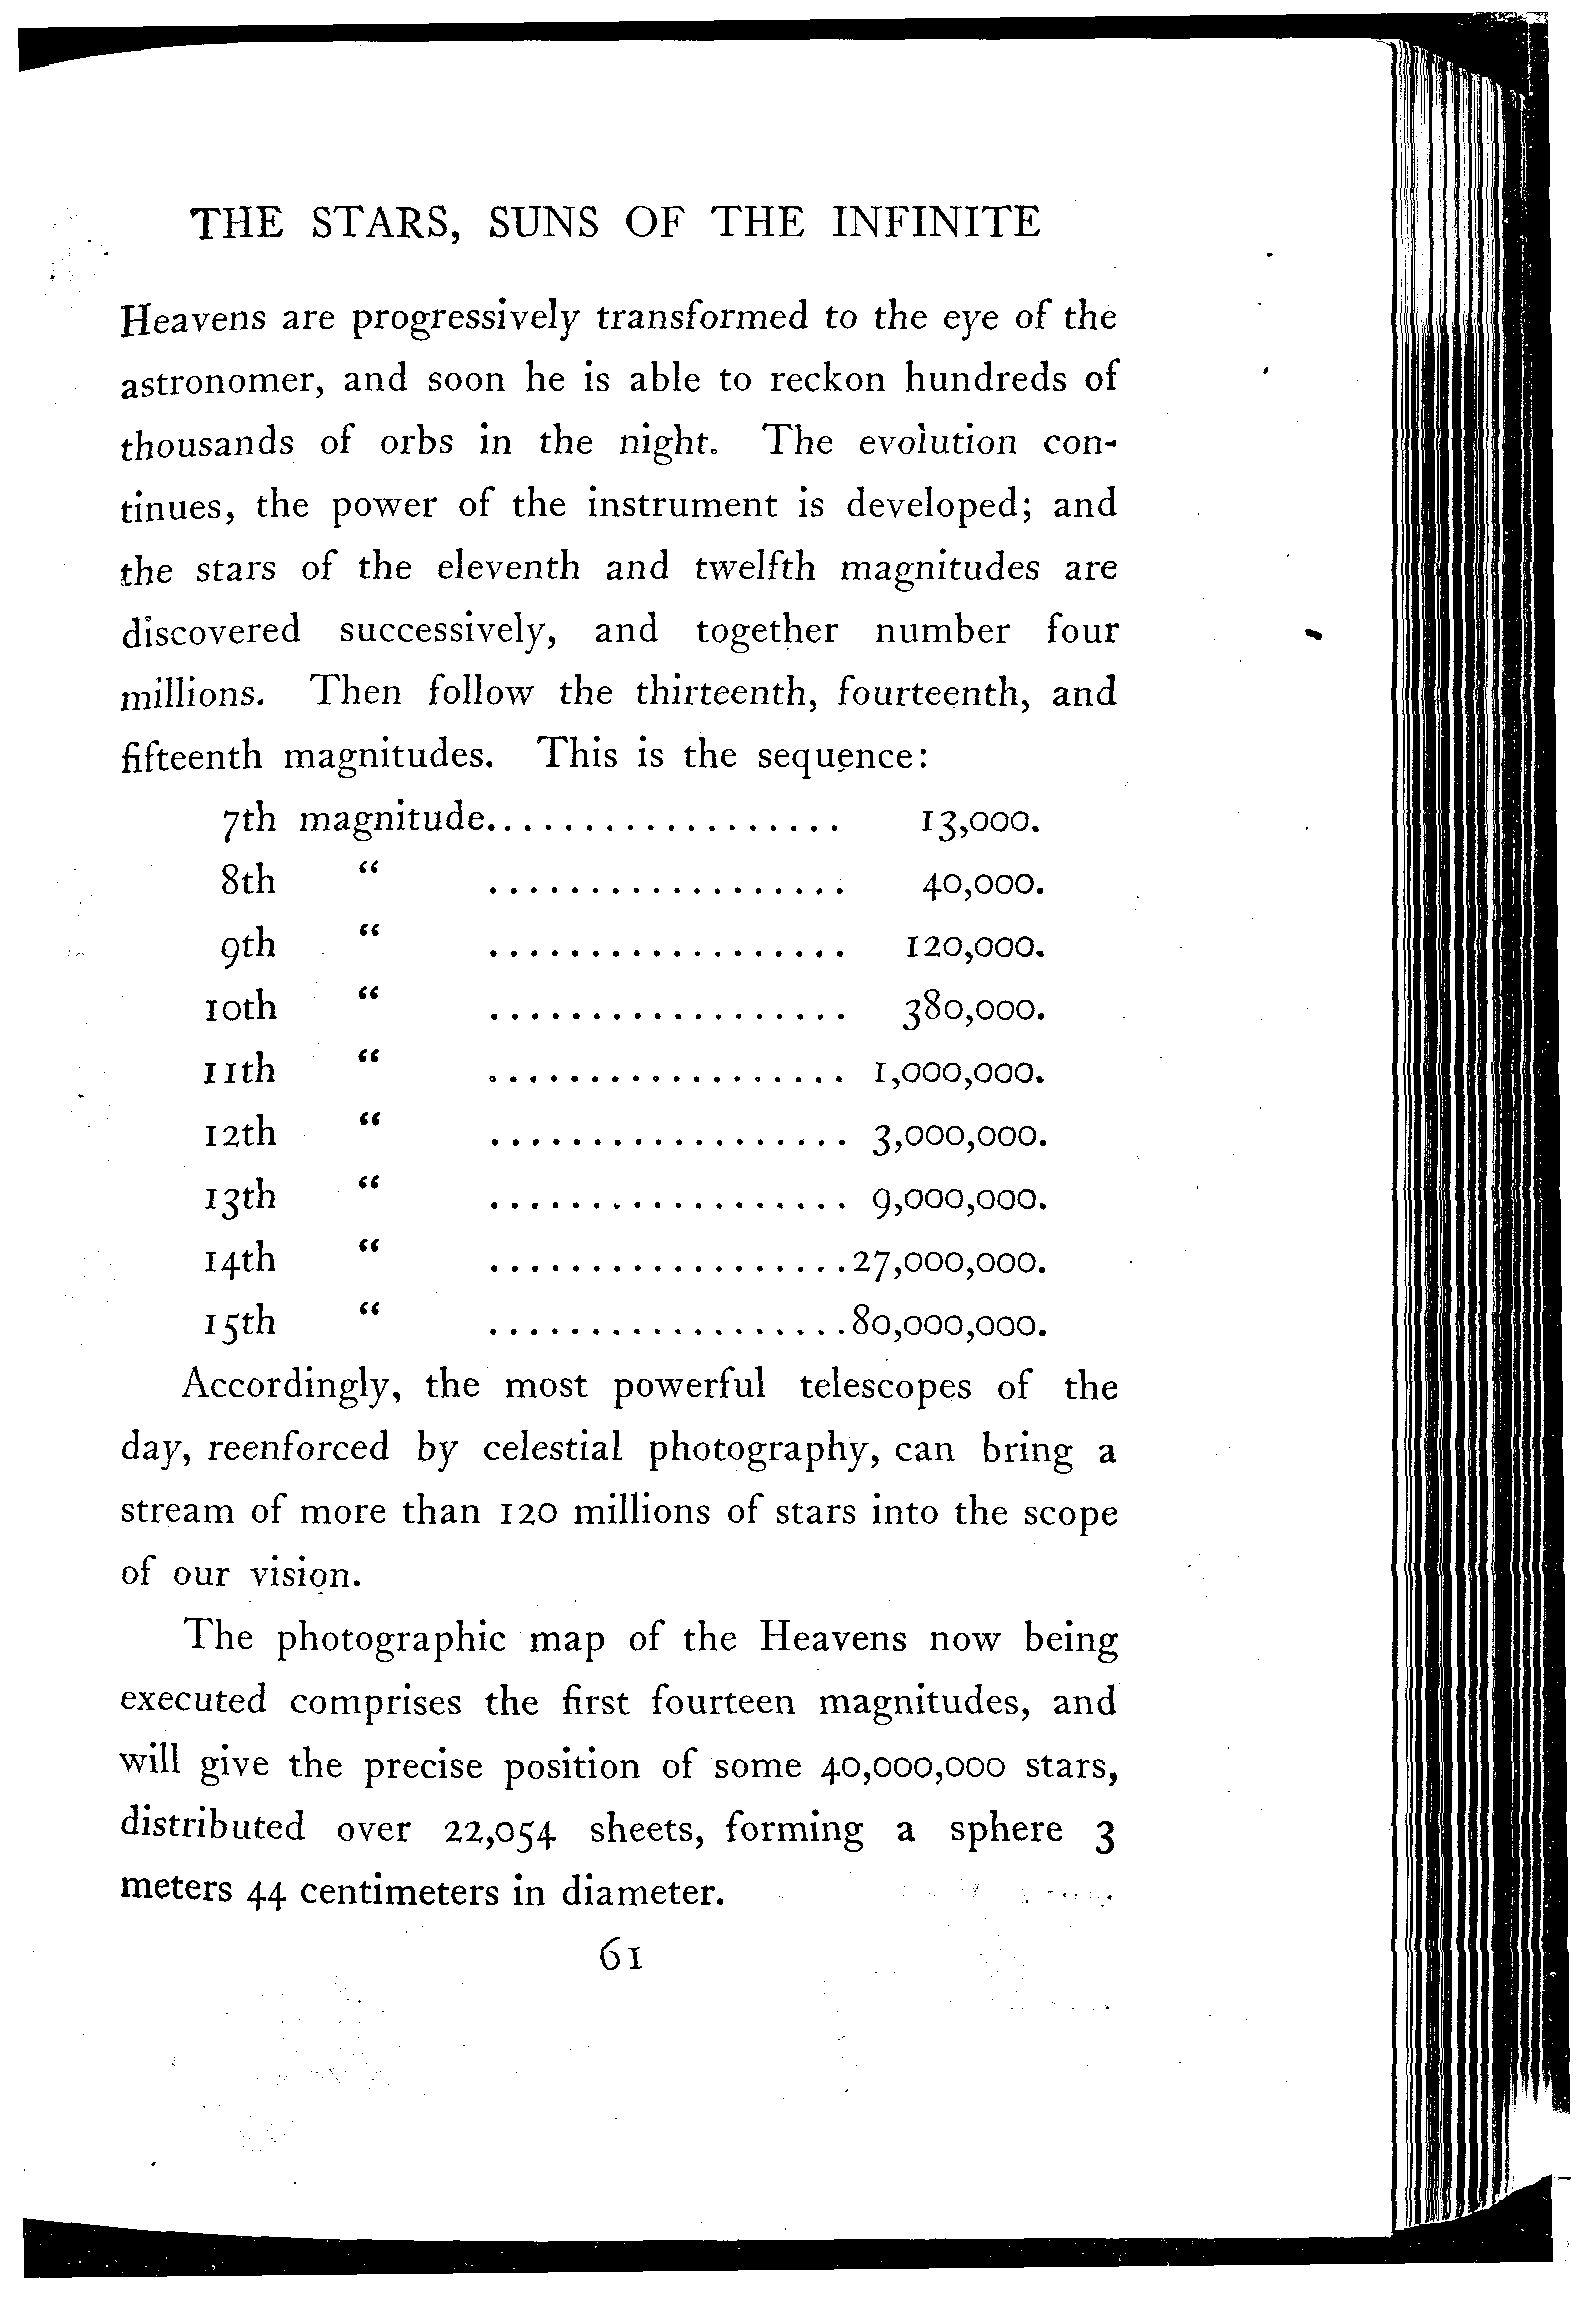 THE STARS, SUNS OF THE INFINITE
Heavens are progressively transformed to the eye of the
astronomer, and soon he is able to reckon hundreds of
thousands of orbs in the night. The evolution con-
tinues, the power of the instrument is developed; and
the stars of the eleventh and twelfth magnitudes are
discovered successively, and together number four
millions. Then follow the thirteenth, fourteenth, and
fifteenth magnitudes. This is the sequence:
7th magnitude.................. 13,000.
8th “ .................. 40,000.
9th “ .................. 120,000.
10th “ .................. 380,000.
11th “ .................. 1,000,000.
12th “ .................. 3,000,000.
13th “ .................. 9,000,000.
14th “ ..................27,000,000.
15th “ ..................80,000,000.
Accordingly, the most powerful telescopes of the
day, reenforced by celestial photography, can bring a
stream of more than 120 millions of stars into the scope
of our vision.
The photographic map of the Heavens now being
executed comprises the first fourteen magnitudes, and
will give the precise position of some 40,000,000 stars,
distributed over 22,054 sheets, forming a sphere 3
meters 44 centimeters in diameter.
61